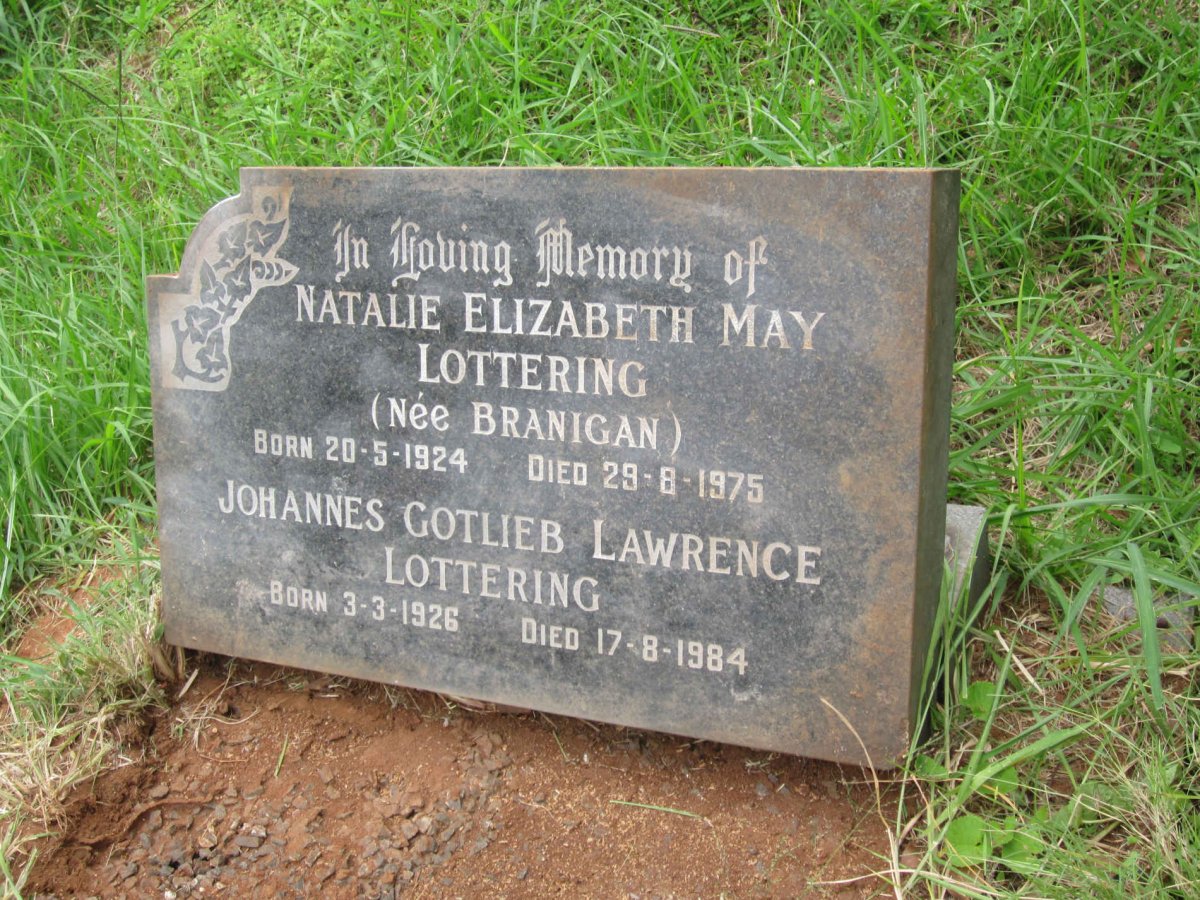 In Loving Memory of
NATALIE ELIZABETH MAY
LOTTERING
(Née BRANIGAN)
BORN 20-5-1924 DIED 29-8-1975
JOHANNES GOTLIEB LAWRENCE
LOTTERING
BORN 3-3-1926 DIED 17-8-1984